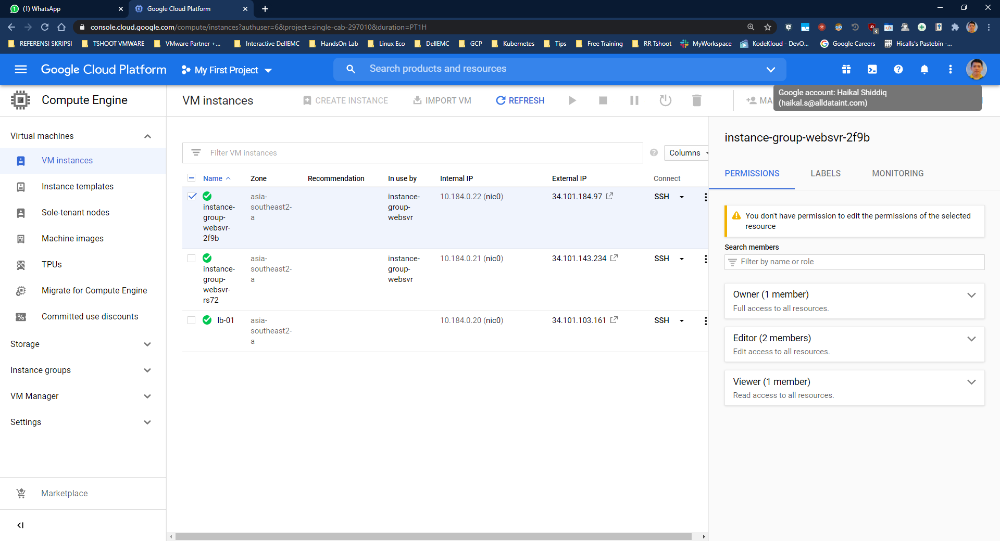 (1) WhatsApp
Google Cloud Platform
console.cloud.google.com/compute/instances?authuser=6&project=single-cab-297010&duration=PT1H
3
REFERENSI SKRIPSI
TSHOOT VMWARE
VMware Partner +...
Interactive DellEMC
HandsOn Lab
Linux Eco
DellEMC
GCP
Kubernetes
Tips
Free Training
RR Tshoot
MyWorkspace
KodeKloud - DevO...
Google Careers
Hicalls's Pastebin -...
Google Cloud Platform
My First Project
Search products and resources
Google account: Haikal Shiddiq
(haikal.s@alldataint.com)
Compute Engine
VM instances
CREATE INSTANCE
IMPORT VM
REFRESH
MA
Virtual machines
VM instances
Instance templates
Sole-tenant nodes
Machine images
TPUs
Migrate for Compute Engine
Committed use discounts
Storage
Instance groups
VM Manager
Settings
Marketplace
Filter VM instances
Columns
Name
Zone
Recommendation
In use by
Internal IP
External IP
Connect
instance-
group-
websvr-
2f9b
asia-
southeast2-
a
instance-
group-
websvr
10.184.0.22 (nic0)
34.101.184.97
SSH
instance-
group-
websvr-
rs72
asia-
southeast2-
a
instance-
group-
websvr
10.184.0.21 (nic0)
34.101.143.234
SSH
lb-01
asia-
southeast2-
a
10.184.0.20 (nic0)
34.101.103.161
SSH
instance-group-websvr-2f9b
PERMISSIONS
LABELS
MONITORING
You don't have permission to edit the permissions of the selected
resource
Search members
Filter by name or role
Owner (1 member)
Full access to all resources.
Editor (2 members)
Edit access to all resources.
Viewer (1 member)
Read access to all resources.